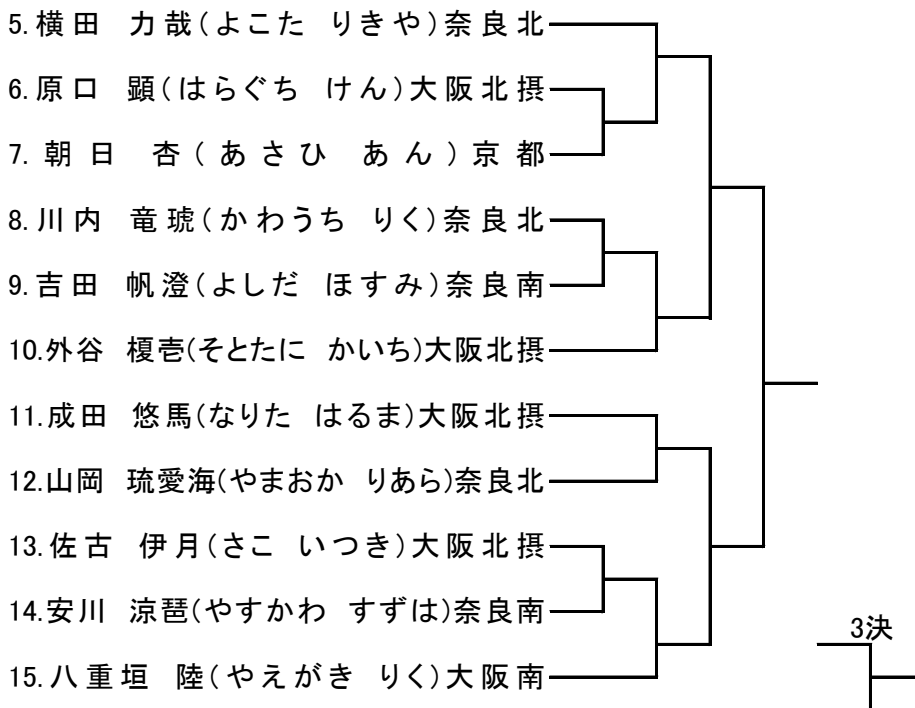 5.横田 力哉(よこた りきや)奈良北
6.原口 顕(はらぐち けん)大阪北摂
7.朝日 杏(あさひ あん)京都
8.川内 竜琥(かわうち りく)奈良北
9.吉田 帆澄(よしだ ほすみ)奈良南
10.外谷 榎壱(そとたに かいち)大阪北摂
11.成田 悠馬(なりた はるま)大阪北摂
12.山岡 琉愛海(やまおか りあら)奈良北
13.佐古 伊月(さこ いつき)大阪北摂
14.安川 涼琶(やすかわ すずは)奈良南
3決
15.八重垣 陸(やえがき りく)大阪南